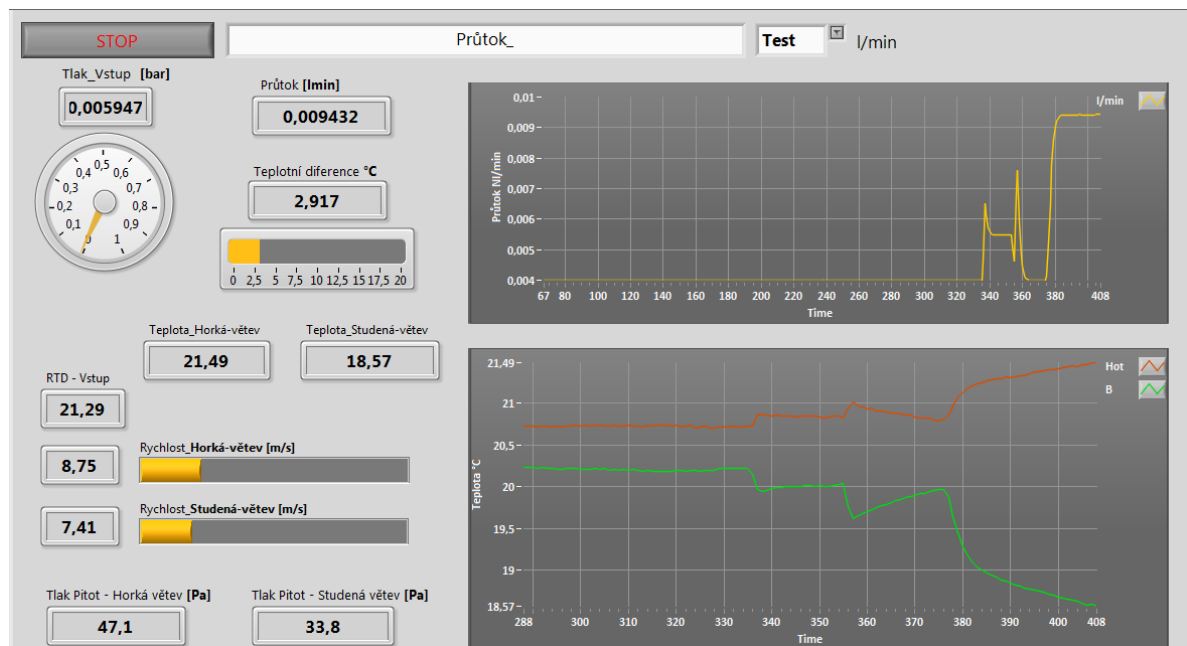 STOP
Průtok_
Test
l/min
Tlak_Vstup [bar]
0,005947
0
0,1
0,2
0,3
0,4
0,5
0,6
0,7
0,8
0,9
1
Průtok [lmin]
0,009432
Teplotní diference °C
2,917
0 2,5 5 7,5 10 12,5 15 17,5 20
l/min
Průtok Nl/min
0,01
0,009
0,008
0,007
0,006
0,005
0,004
67 80 100 120 140 160 180 200 220 240 260 280 300 320 340 360 380 408
Time
Teplota_Horká-větev
21,49
Teplota_Studená-větev
18,57
RTD - Vstup
21,29
8,75
Rychlost_Horká-větev [m/s]
7,41
Rychlost_Studená-větev [m/s]
Tlak Pitot - Horká větev [Pa]
47,1
Tlak Pitot - Studená větev [Pa]
33,8
Hot
B
Teplota °C
21,49
21
20,5
20
19,5
19
18,57
288 300 310 320 330 340 350 360 370 380 390 400 408
Time